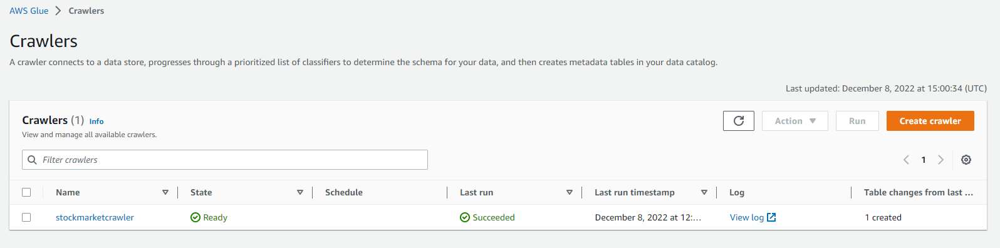 AWS Glue > Crawlers
Crawlers
A crawler connects to a data store, progresses through a prioritized list of classifiers to determine the schema for your data, and then creates metadata tables in your data catalog.
Last updated: December 8, 2022 at 15:00:34 (UTC)
Crawlers (1) Info
View and manage all available crawlers.
Action Run Create crawler
Filter crawlers
1
Name State Schedule Last run Last run timestamp Log Table changes from last ...
stockmarketcrawler Ready Succeeded December 8, 2022 at 12:... View log 1 created